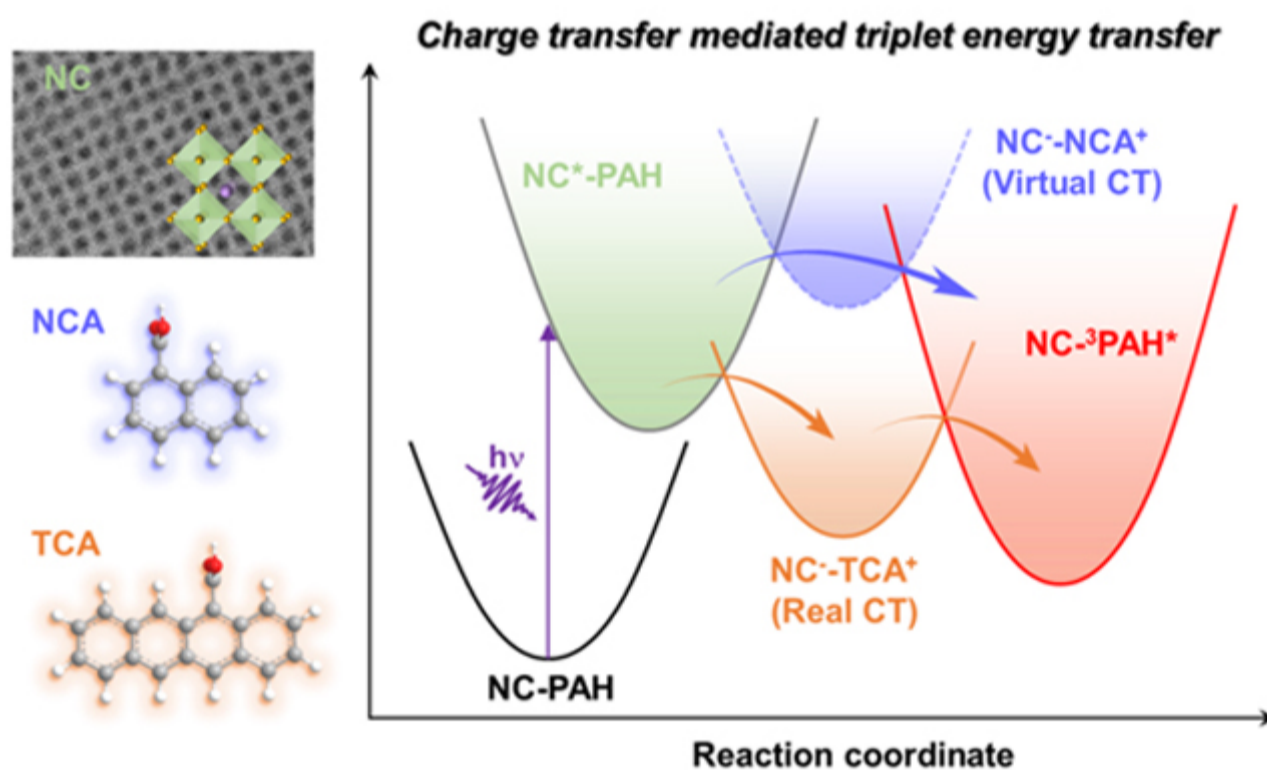 Charge transfer mediated triplet energy transfer
NC
NCA
TCA
NC*-PAH
NC⁻-NCA⁺
(Virtual CT)
NC-³PAH*
hν
NC⁻-TCA⁺
(Real CT)
NC-PAH
Reaction coordinate